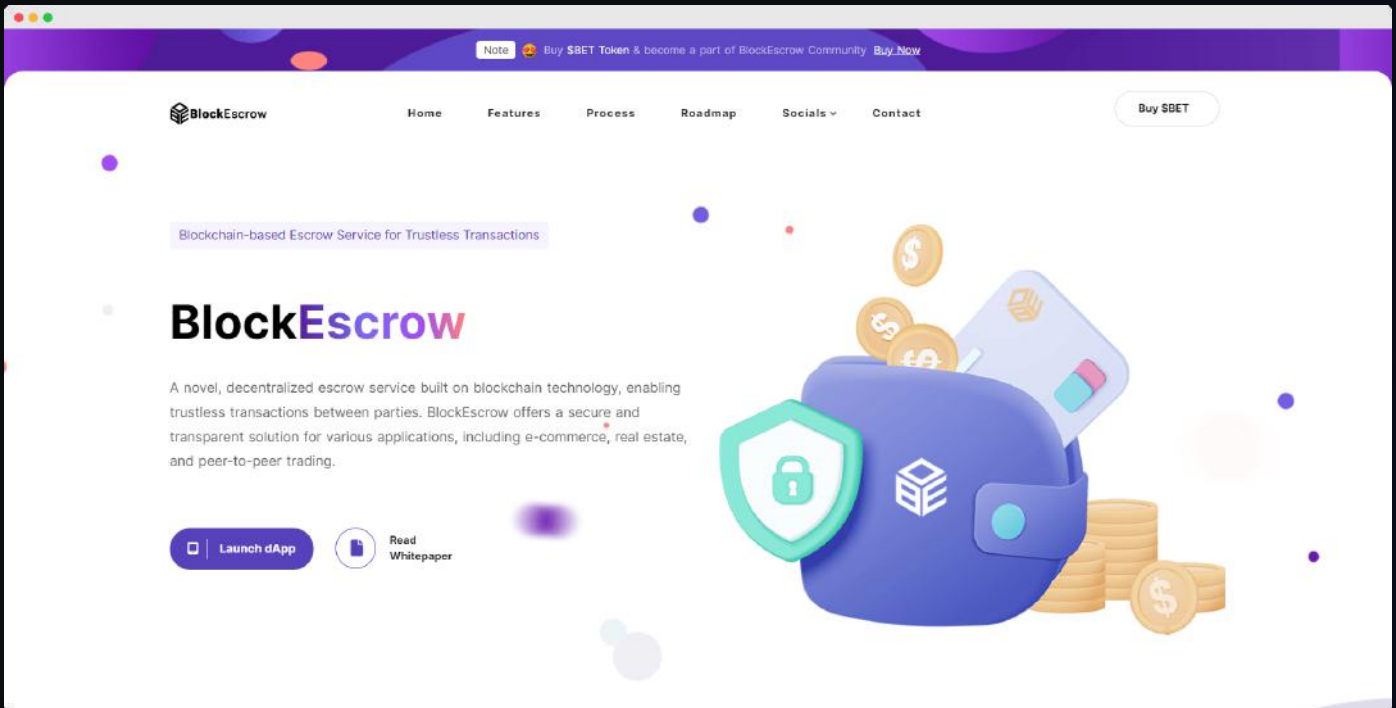 Note Buy $BET Token & become a part of BlockEscrow Community Buy Now
BlockEscrow
Home Features Process Roadmap Socials Contact
Buy $BET
Blockchain-based Escrow Service for Trustless Transactions
BlockEscrow
A novel, decentralized escrow service built on blockchain technology, enabling
trustless transactions between parties. BlockEscrow offers a secure and
transparent solution for various applications, including e-commerce, real estate,
and peer-to-peer trading.
Launch dApp
Read
Whitepaper
$
$
$
$